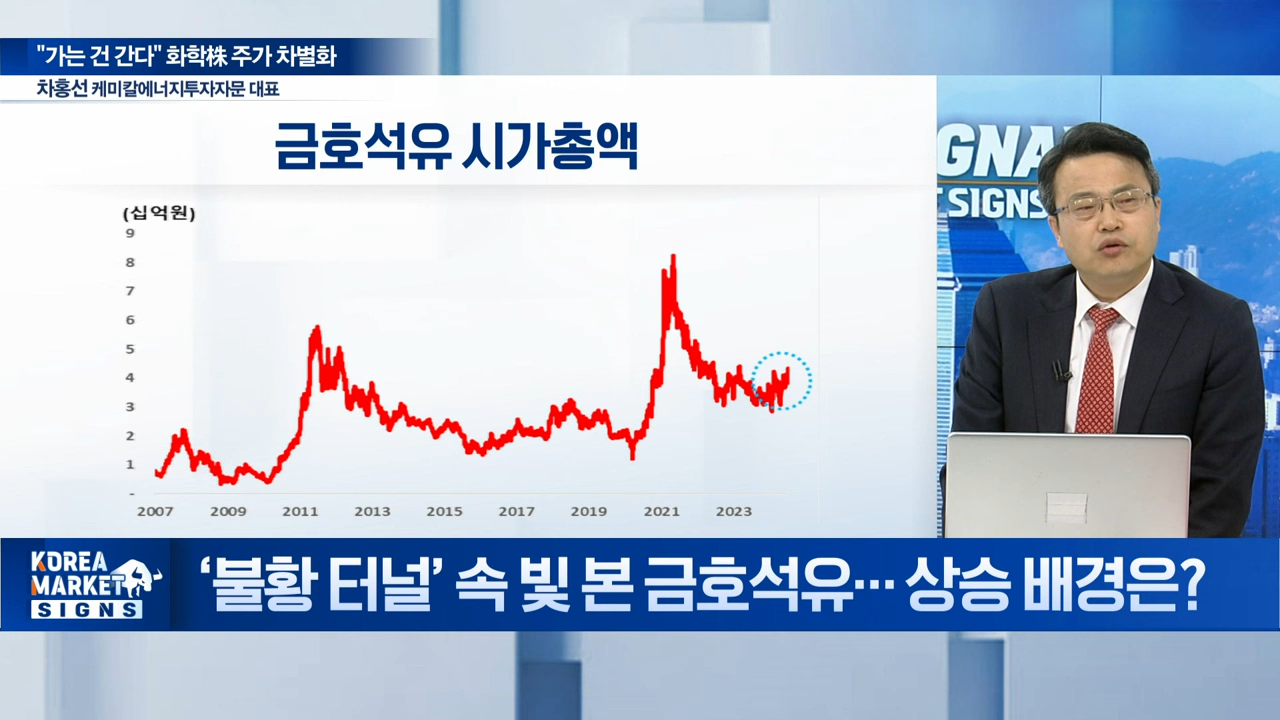 "가는 건 간다" 화학株 주가 차별화
차홍선 케미칼에너지투자자문 대표
금호석유 시가총액
(십억원)
9
8
7
6
5
4
3
2
1
-
2007 2009 2011 2013 2015 2017 2019 2021 2023
GNA
SIGNS
KOREA
MARKET
SIGNS
‘불황 터널’ 속 빛 본 금호석유… 상승 배경은?